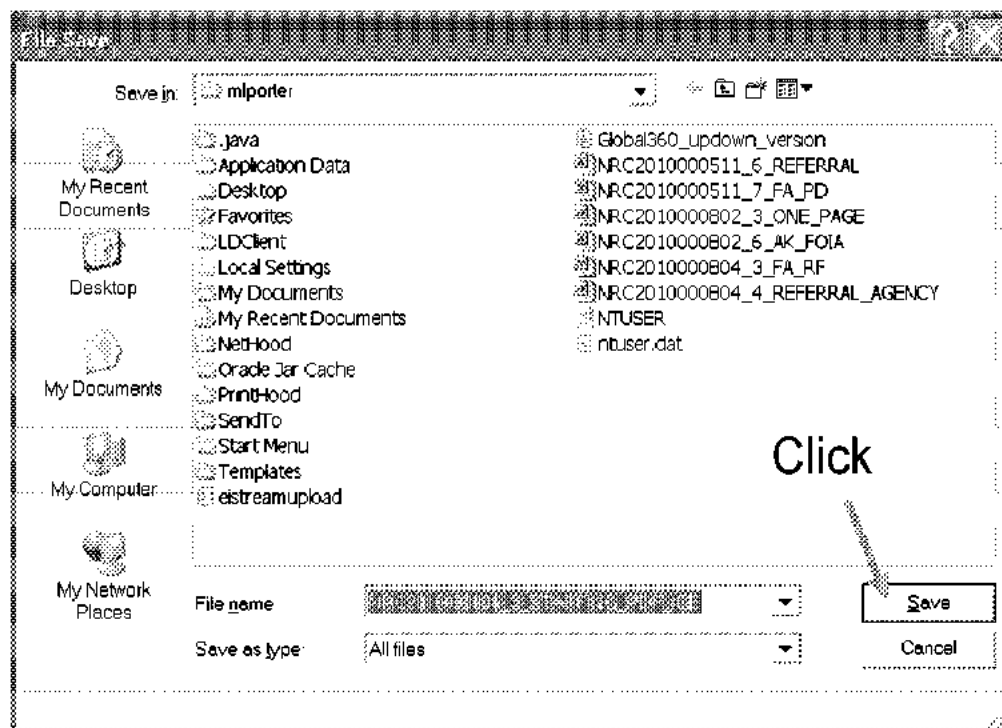 File Save
Save in: mlporter
My Recent
Documents
Desktop
My Documents
My Computer
My Network
Places
.java
Application Data
Desktop
Favorites
LDClient
Local Settings
My Documents
My Recent Documents
NetHood
Oracle Jar Cache
PrintHood
SendTo
Start Menu
Templates
eistreamupload
Global360_updown_version
NRC2010000511_6_REFERRAL
NRC2010000511_7_FA_PD
NRC2010000802_3_ONE_PAGE
NRC2010000802_6_AK_FOIA
NRC2010000804_3_FA_RF
NRC2010000804_4_REFERRAL_AGENCY
NTUSER
ntuser.dat
Click
File name
Save
Save as type: All files
Cancel